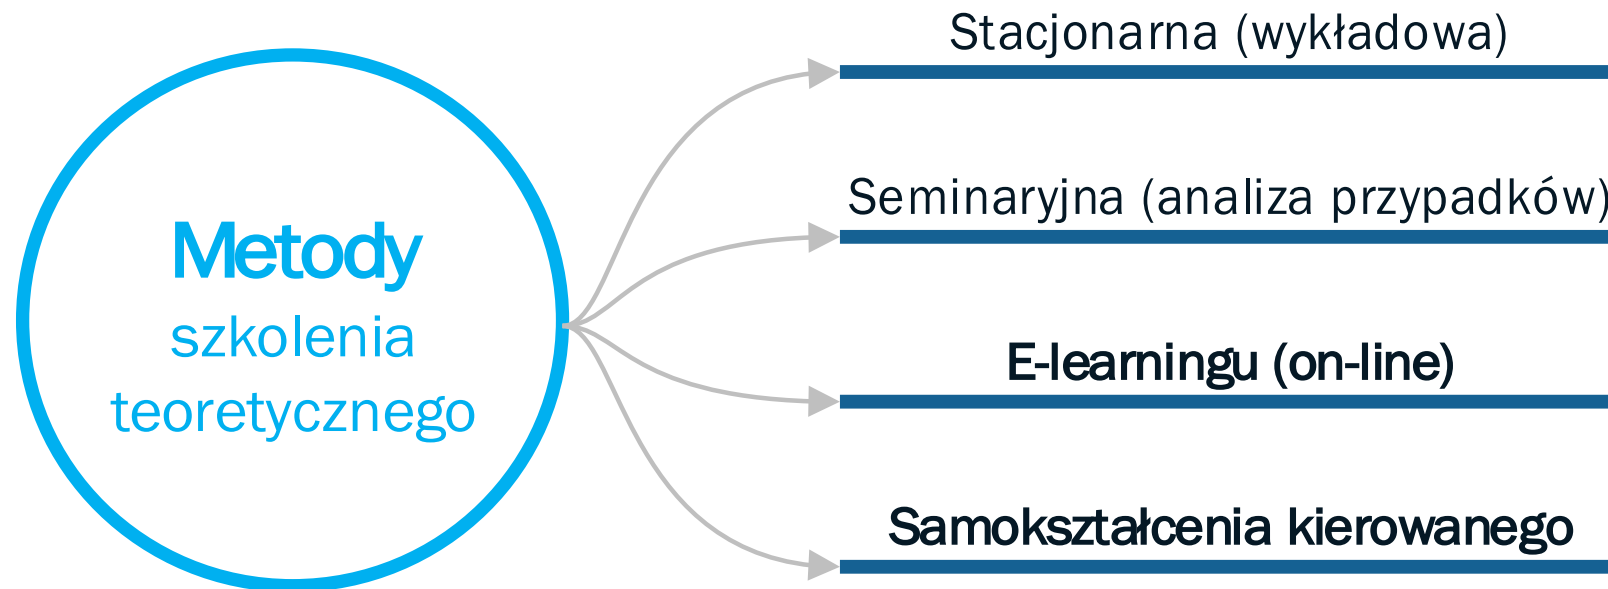 Metody
szkolenia
teoretycznego
Stacjonarna (wykładowa)
Seminaryjna (analiza przypadków)
E-learningu (on-line)
Samokształcenia kierowanego